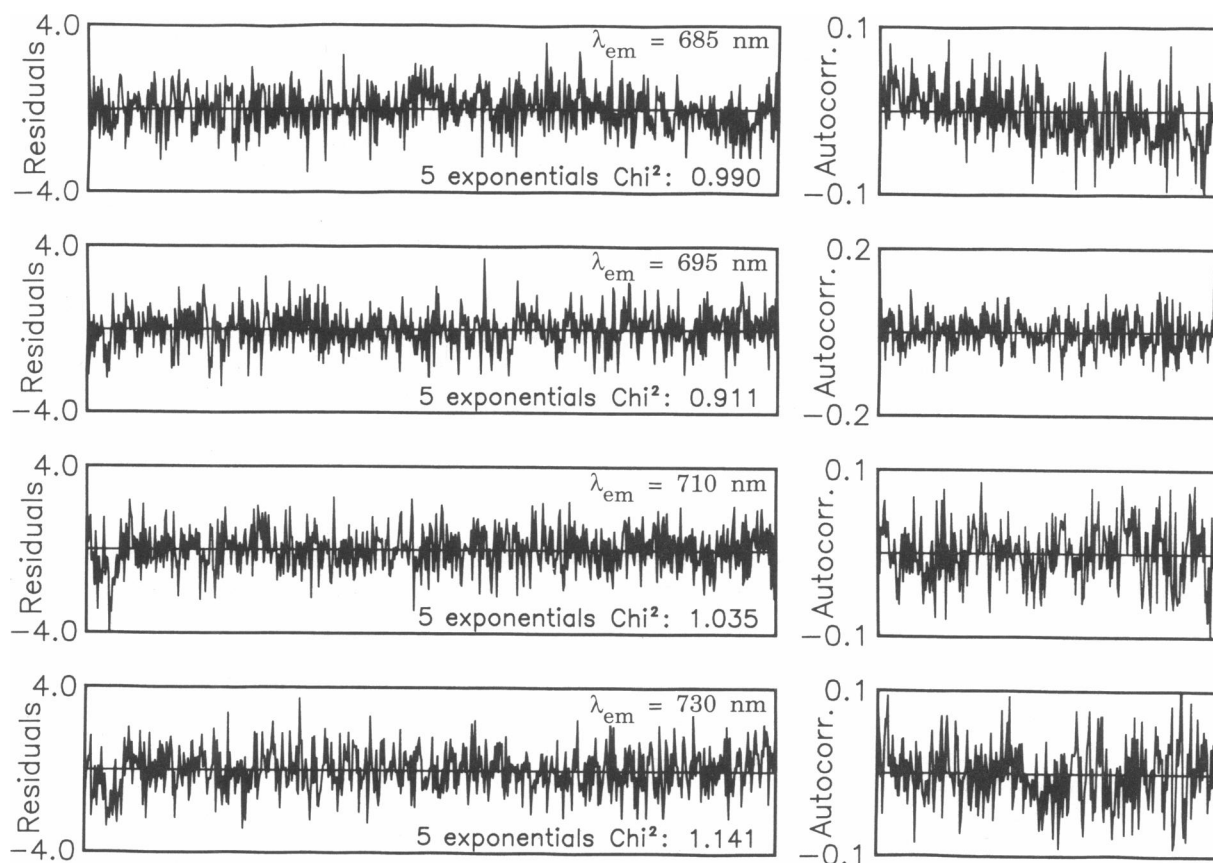 4.0
Residuals
−4.0
λem = 685 nm
5 exponentials Chi²: 0.990
0.1
Autocorr.
−0.1
4.0
Residuals
−4.0
λem = 695 nm
5 exponentials Chi²: 0.911
0.2
Autocorr.
−0.2
4.0
Residuals
−4.0
λem = 710 nm
5 exponentials Chi²: 1.035
0.1
Autocorr.
−0.1
4.0
Residuals
−4.0
λem = 730 nm
5 exponentials Chi²: 1.141
0.1
Autocorr.
−0.1